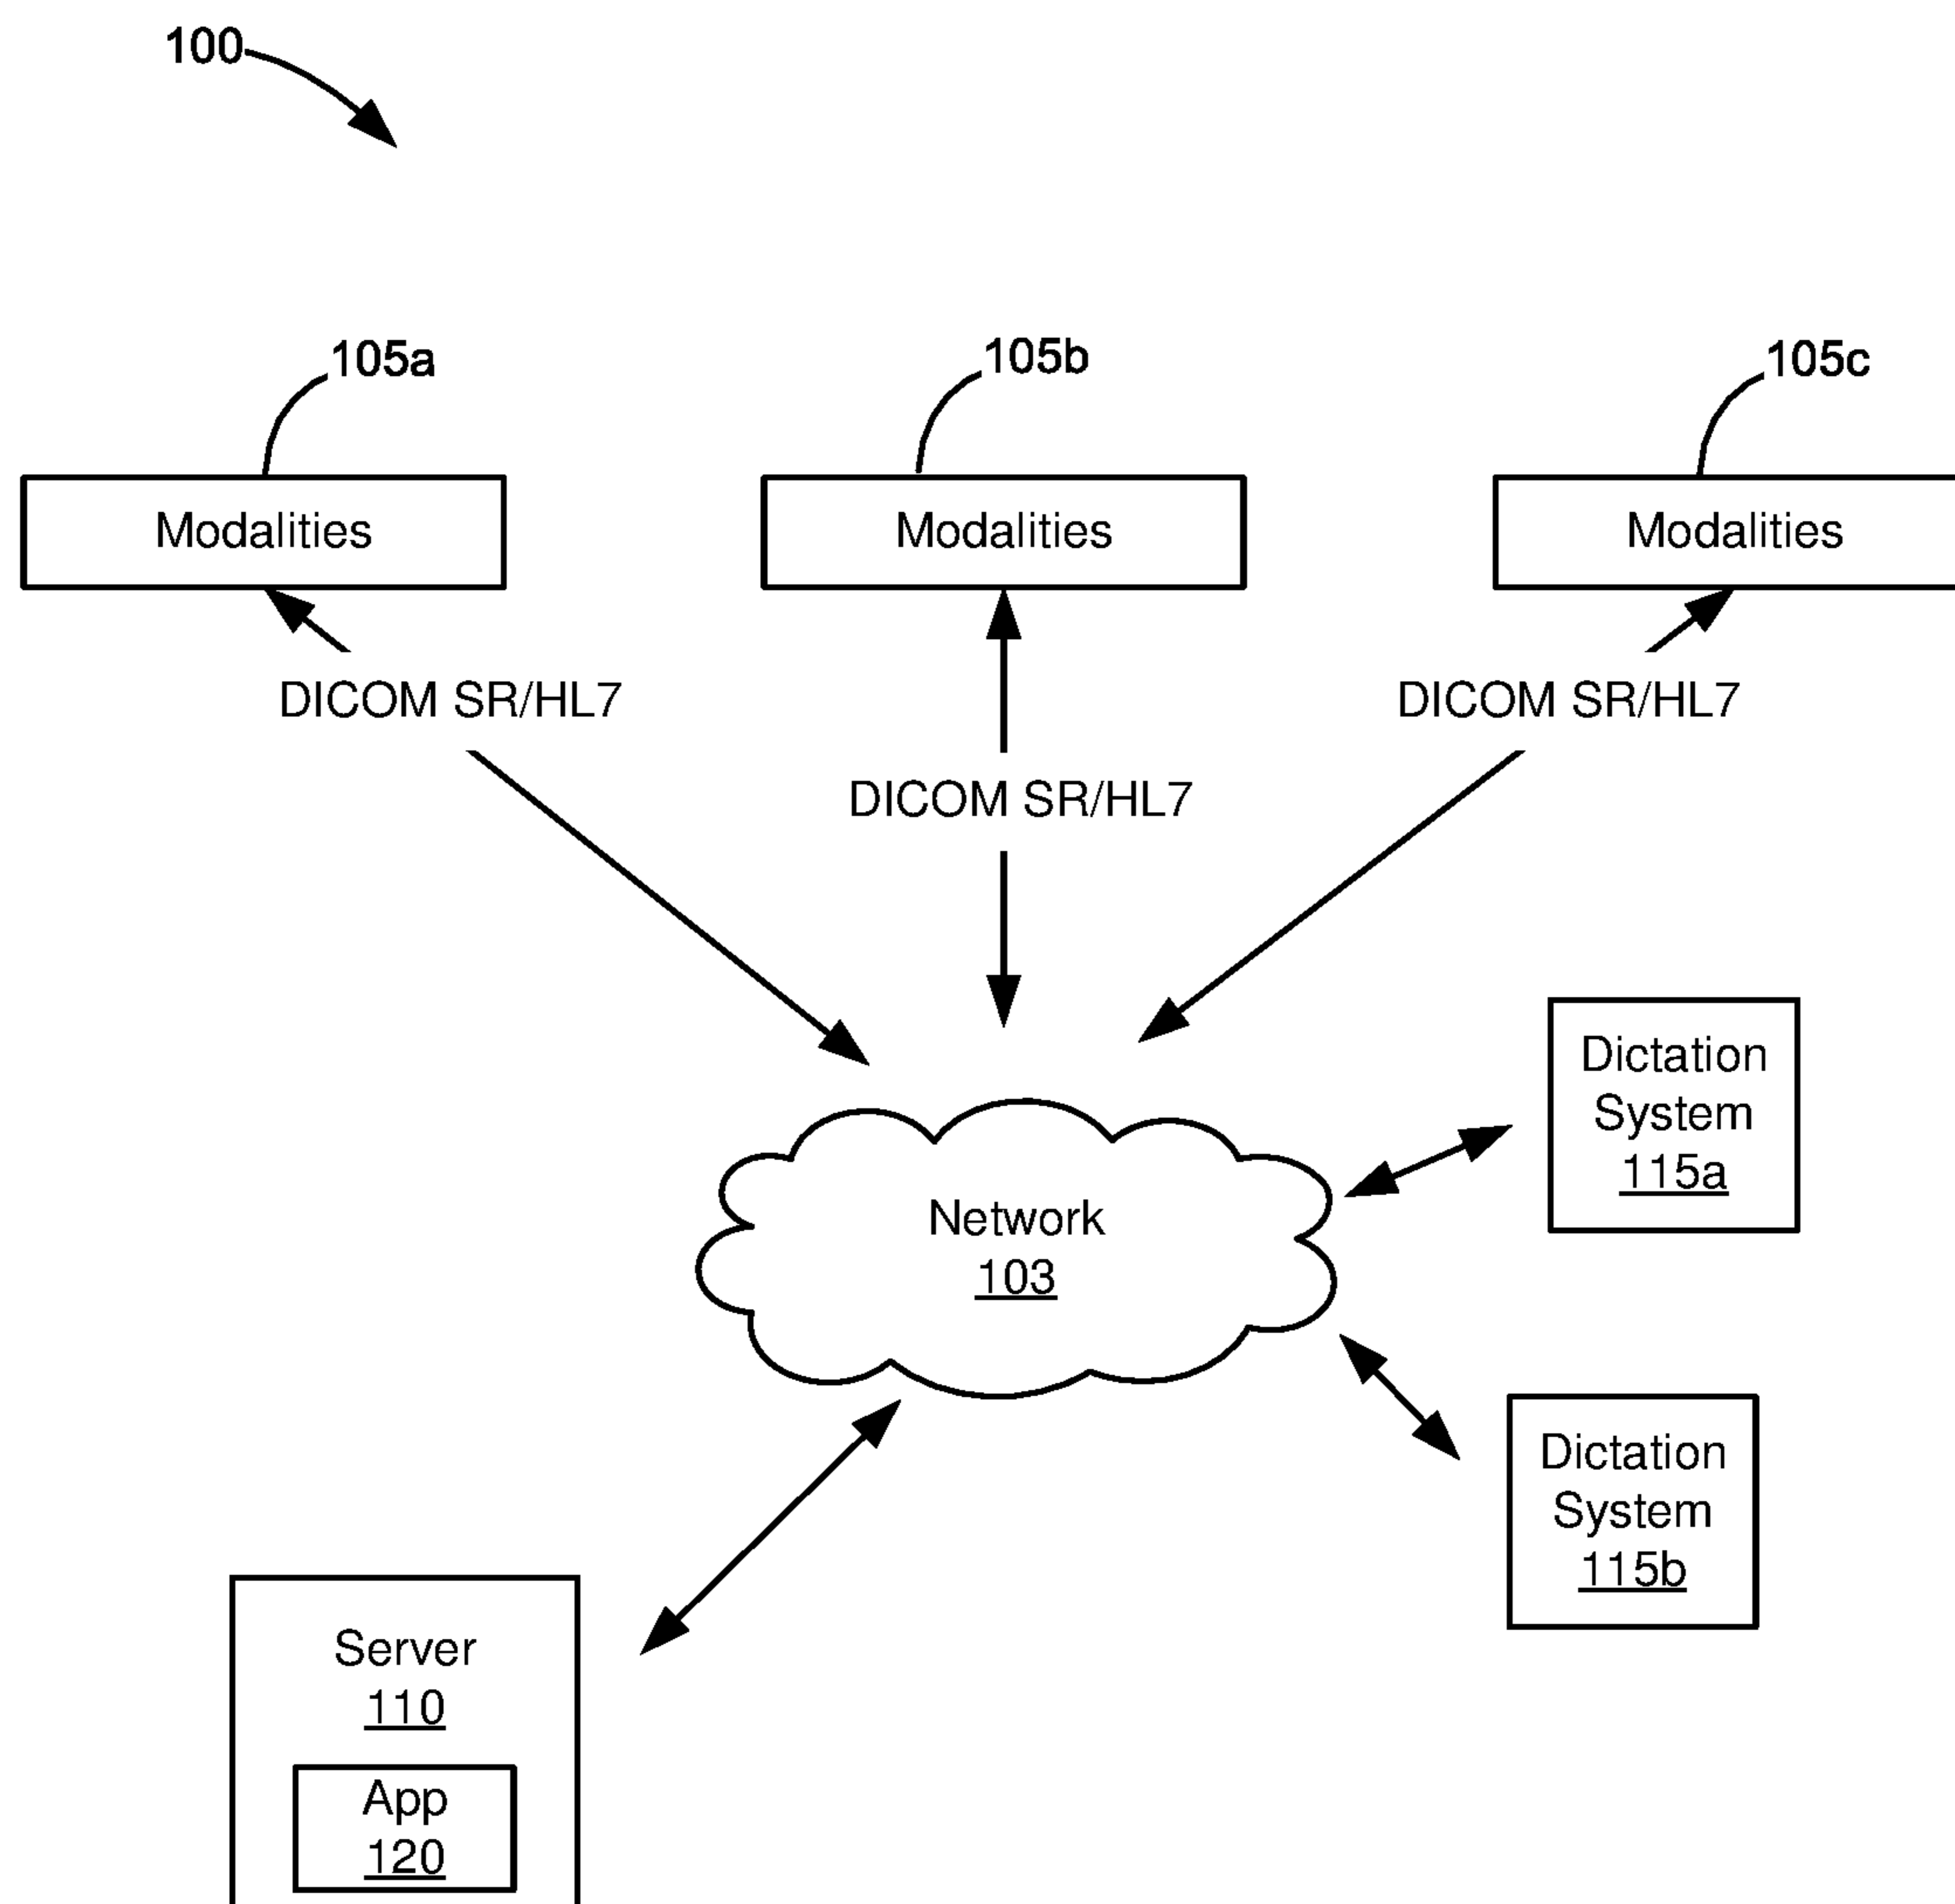 100
105a
105b
105c
Modalities
Modalities
Modalities
DICOM SR/HL7
DICOM SR/HL7
DICOM SR/HL7
Dictation
System
115a
Network
103
Dictation
System
115b
Server
110
App
120